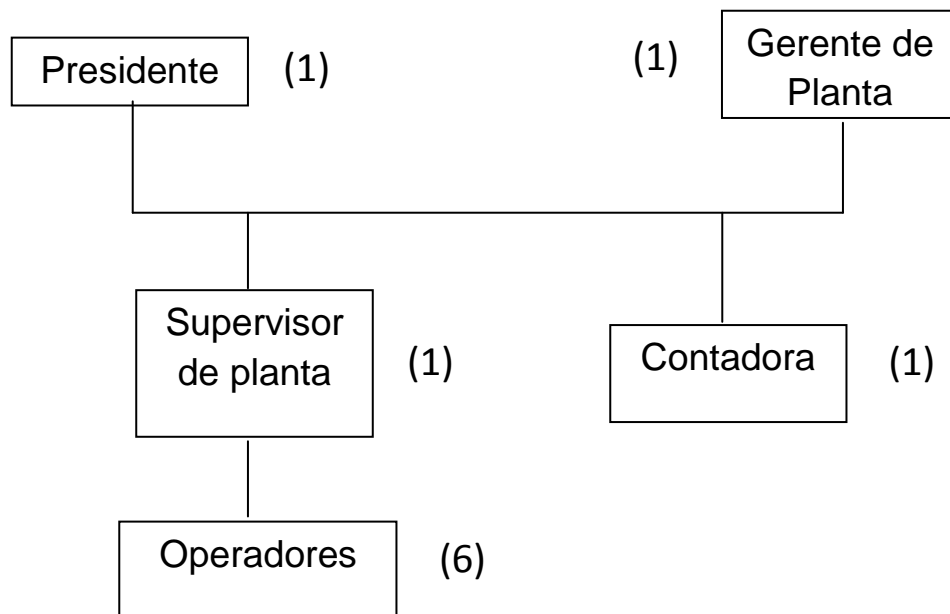 Presidente
(1)
(1)
Gerente de
Planta
Supervisor
de planta
(1)
Contadora
(1)
Operadores
(6)